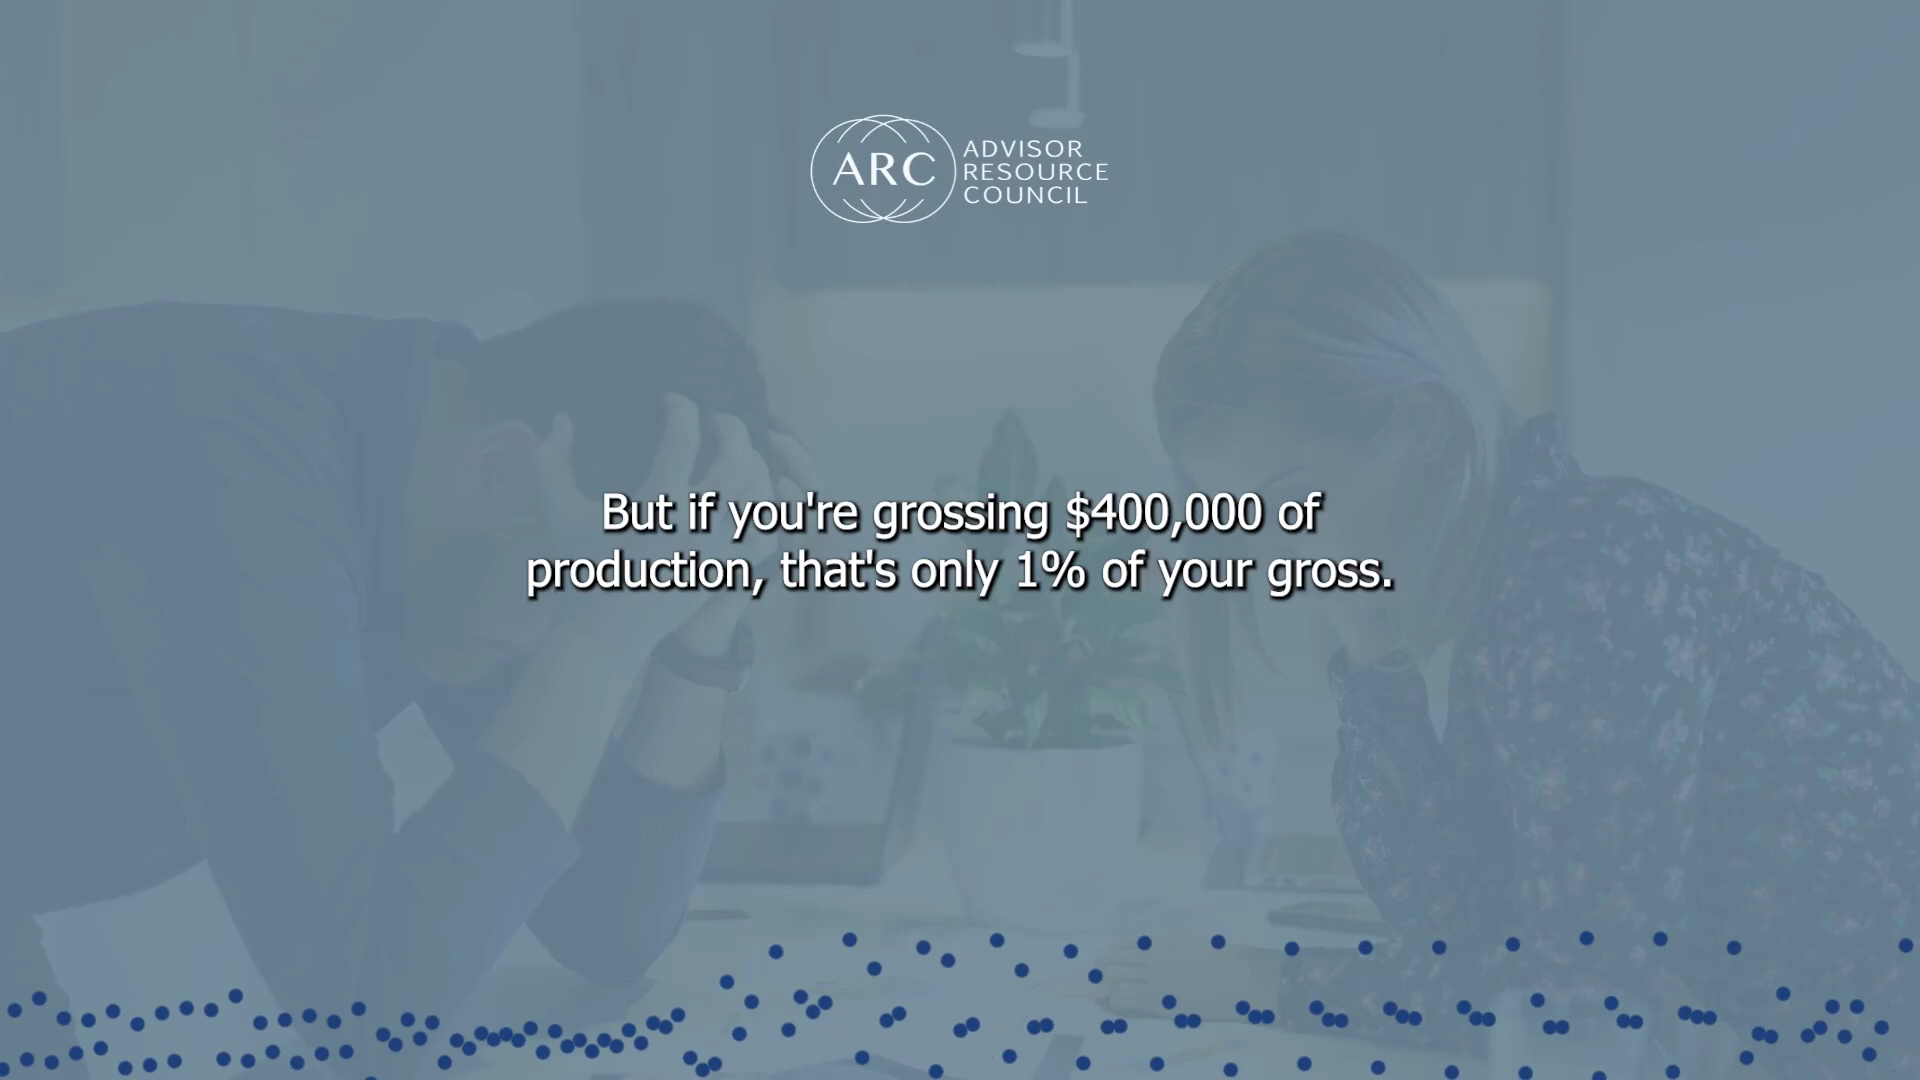 ARC
ADVISOR
RESOURCE
COUNCIL
But if you're grossing $400,000 of
production, that's only 1% of your gross.